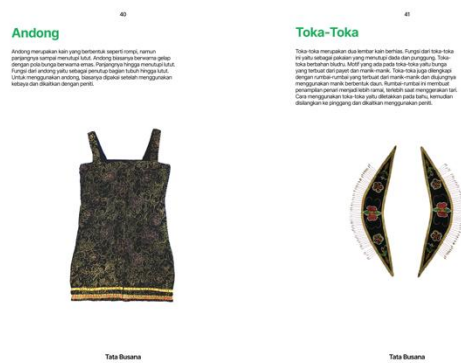 40
Andong
Andong merupakan kain yang berbentuk seperti rompi, namun
panjangnya sampai menutupi lutut. Andong biasanya berwarna gelap
dengan pola bunga berwarna emas. Panjangnya hingga menutupi lutut.
Fungsi dari andong yaitu sebagai penutup bagian tubuh hingga lutut.
Untuk menggunakan andong, biasanya dipakai setelah menggunakan
kebaya dan dikaitkan dengan peniti.
Tata Busana
41
Toka-Toka
Toka-toka merupakan dua lembar kain berhias. Fungsi dari toka-toka
ini yaitu sebagai pakaian yang menutupi dada dan punggung. Toka-
toka berbahan bludru. Motif yang ada pada toka-toka yaitu bunga
yang terbuat dari payet dan manik-manik. Toka-toka juga dilengkapi
dengan rumbai-rumbai yang terbuat dari manik-manik dan diujungnya
menggunakan manik berbentuk daun. Rumbai-rumbai ini membuat
penampilan penari menjadi lebih ramai, terlebih saat menggerakan tari.
Cara menggunakan toka-toka yaitu diletakkan pada bahu, kemudian
disilangkan ke pinggang dan dikaitkan menggunakan peniti.
Tata Busana